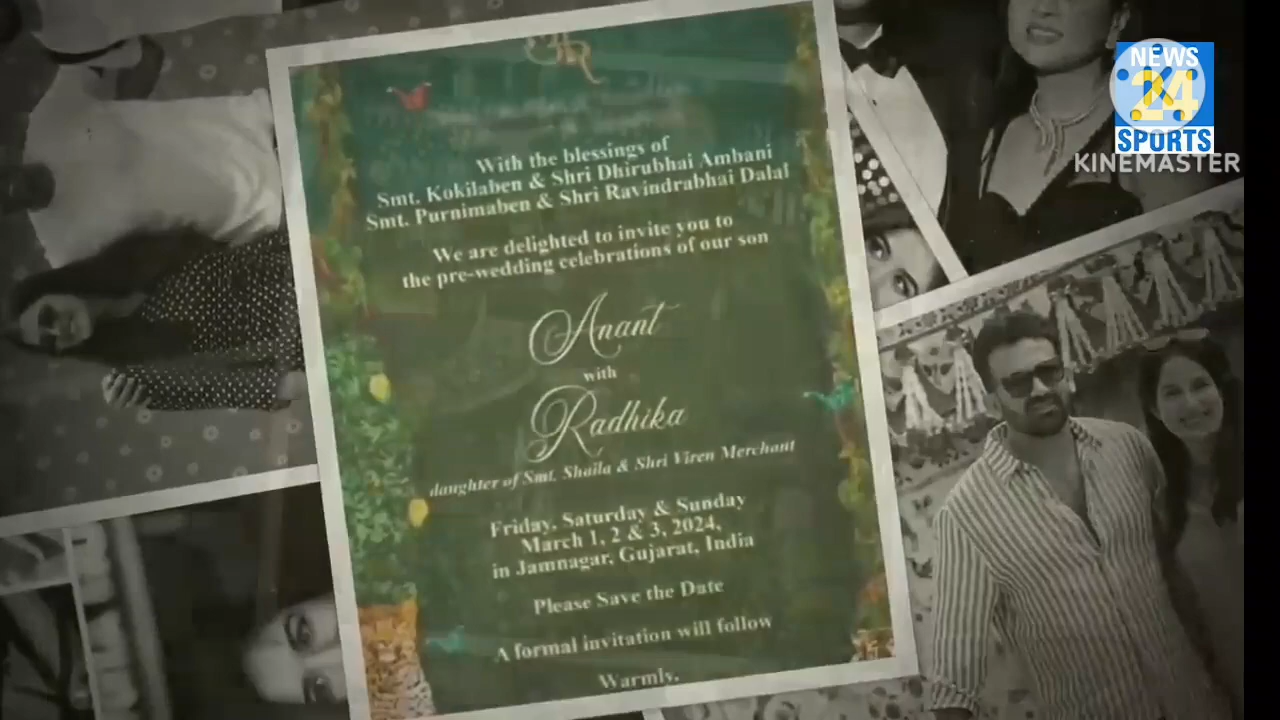 NEWS
24
SPORTS
KINEMASTER
With the blessings of
Smt. Kokilaben & Shri Dhirubhai Ambani
Smt. Purnimaben & Shri Ravindrabhai Dalal
We are delighted to invite you to
the pre-wedding celebrations of our son
Anant
with
Radhika
daughter of Smt. Shaila & Shri Viren Merchant
Friday, Saturday & Sunday
March 1, 2 & 3, 2024,
in Jamnagar, Gujarat, India
Please Save the Date
A formal invitation will follow
Warmly,